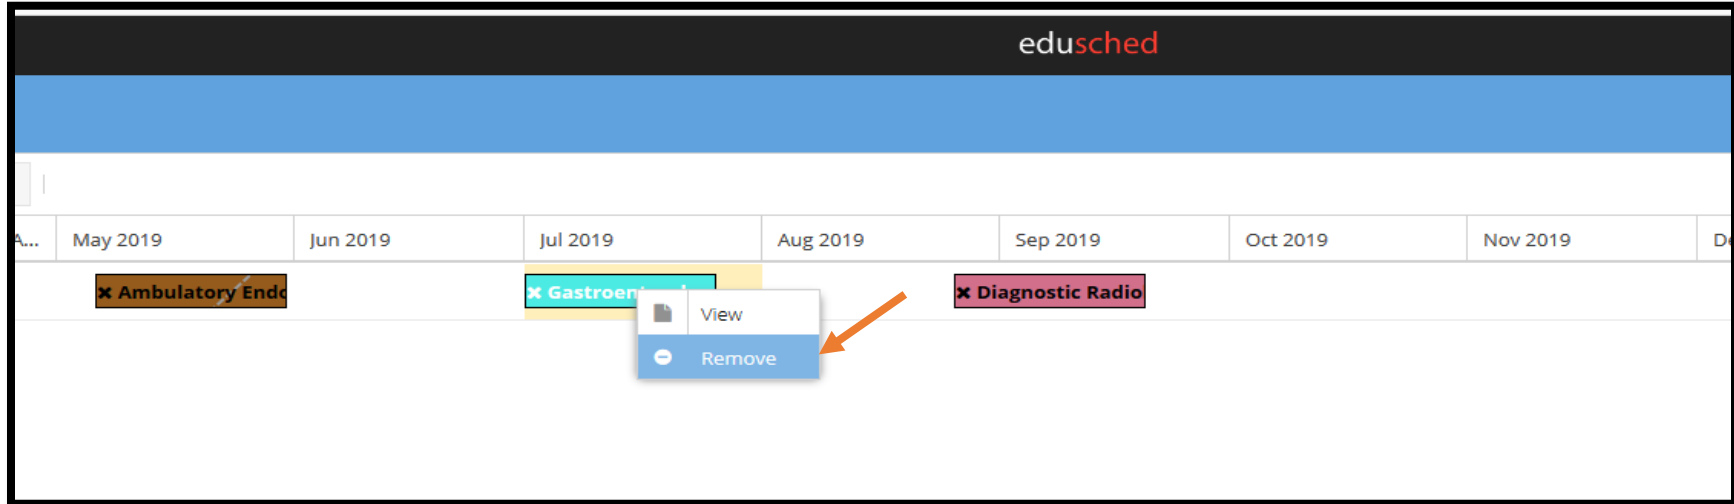 edusched
A... May 2019 Jun 2019 Jul 2019 Aug 2019 Sep 2019 Oct 2019 Nov 2019 De
× Ambulatory Endo × Gastroent × Diagnostic Radio
View
Remove